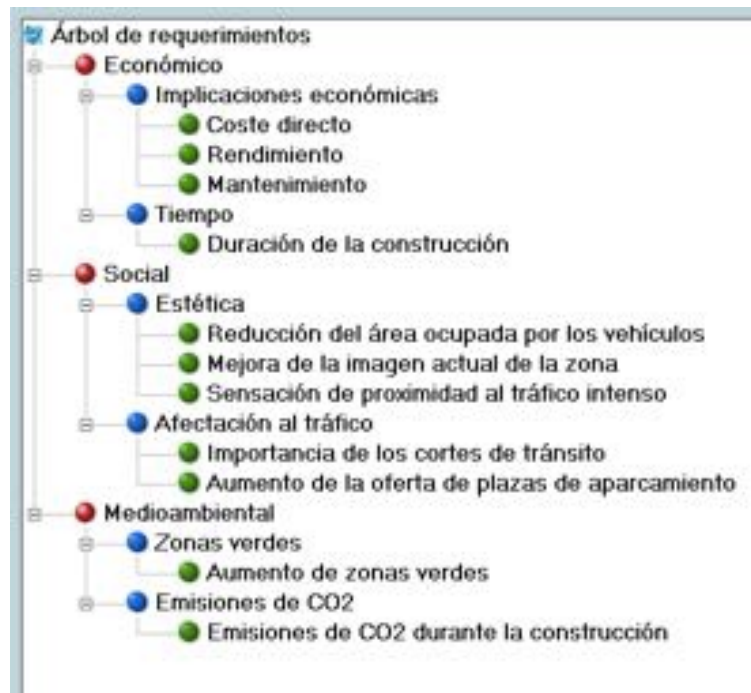 Árbol de requerimientos
Económico
Implicaciones económicas
Coste directo
Rendimiento
Mantenimiento
Tiempo
Duración de la construcción
Social
Estética
Reducción del área ocupada por los vehículos
Mejora de la imagen actual de la zona
Sensación de proximidad al tráfico intenso
Afectación al tráfico
Importancia de los cortes de tránsito
Aumento de la oferta de plazas de aparcamiento
Medioambiental
Zonas verdes
Aumento de zonas verdes
Emisiones de CO2
Emisiones de CO2 durante la construcción